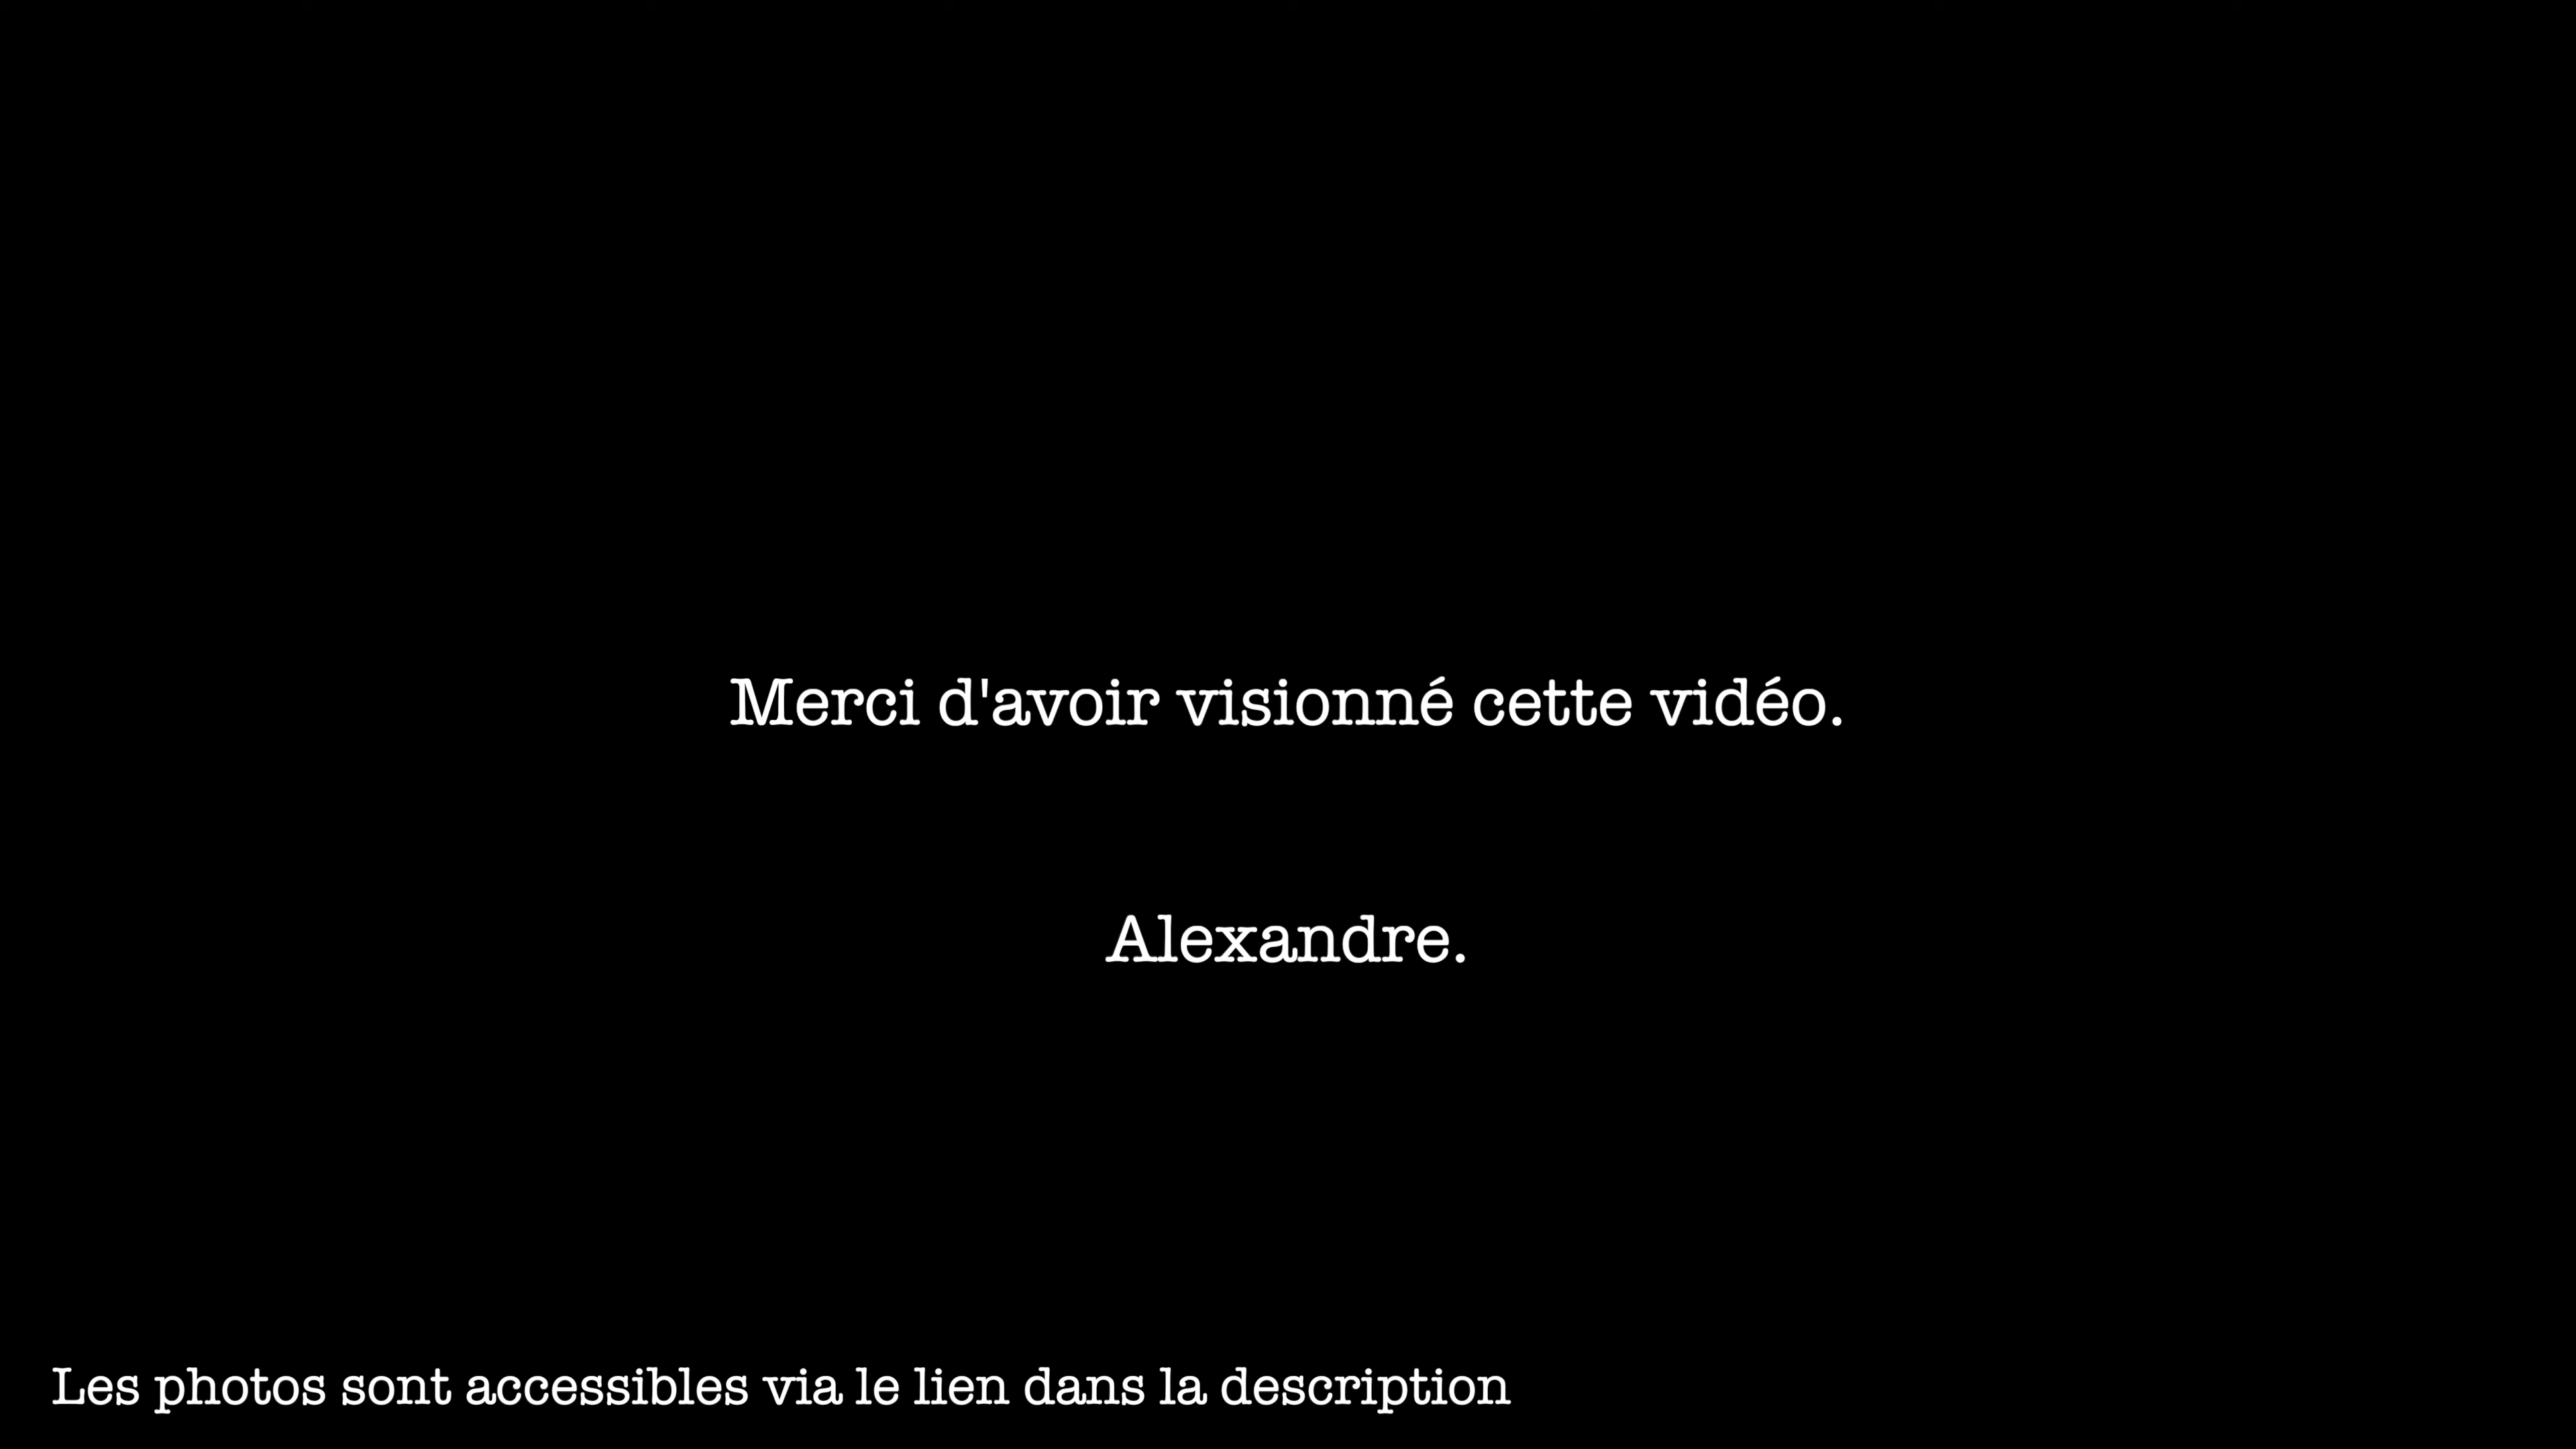 Merci d'avoir visionné cette vidéo.
Alexandre.
Les photos sont accessibles via le lien dans la description